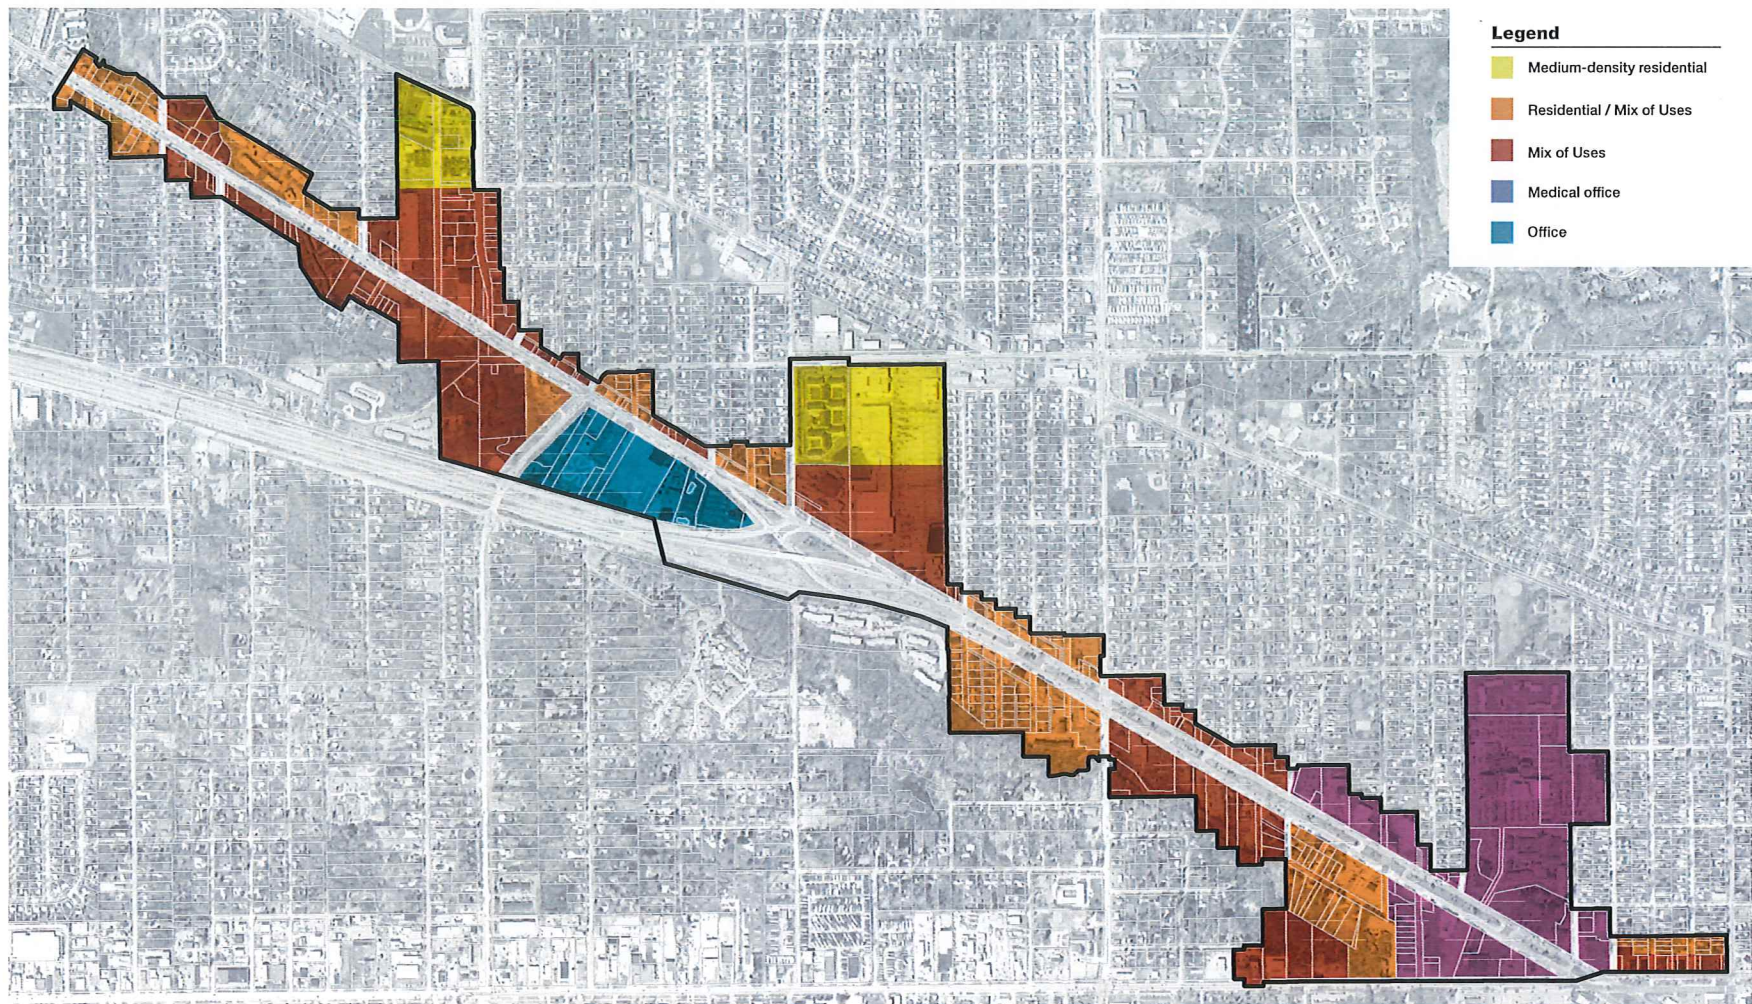 Legend
Medium-density residential
Residential / Mix of Uses
Mix of Uses
Medical office
Office